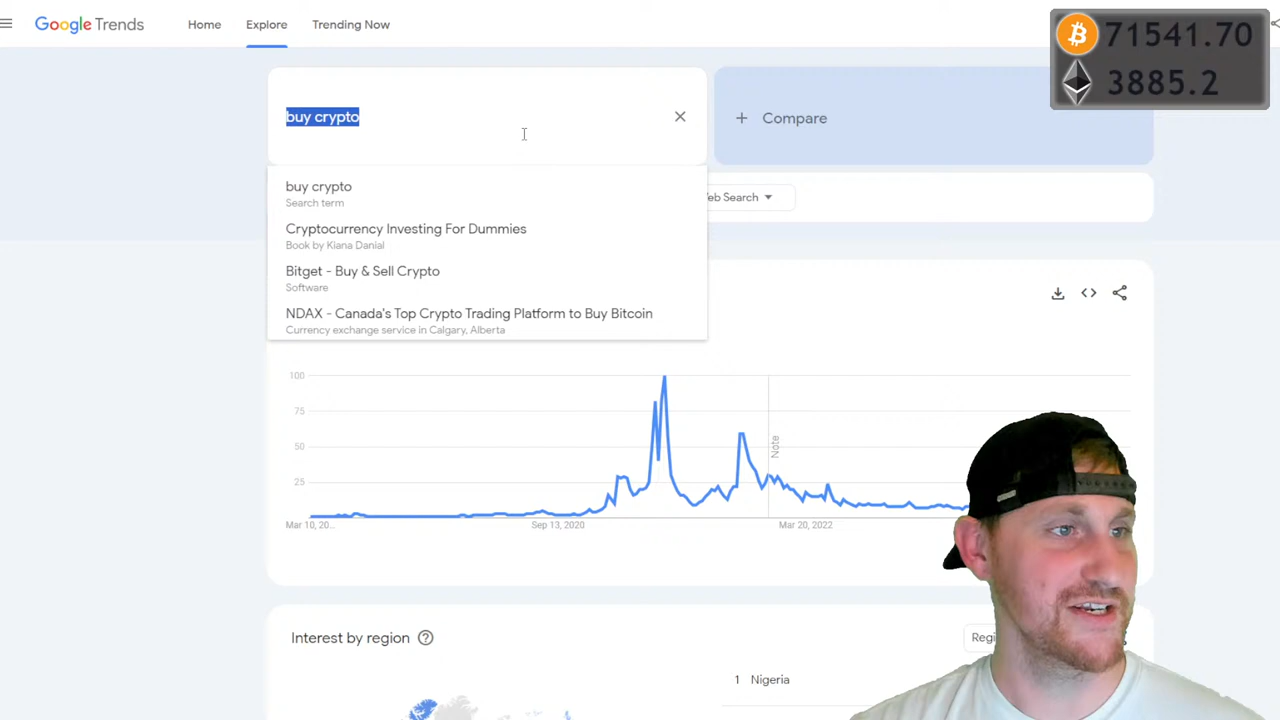 Google Trends
Home
Explore
Trending Now
71541.70
3885.2
buy crypto
+ Compare
buy crypto
Search term
Cryptocurrency Investing For Dummies
Book by Kiana Danial
Bitget - Buy & Sell Crypto
Software
NDAX - Canada's Top Crypto Trading Platform to Buy Bitcoin
Currency exchange service in Calgary, Alberta
Search
100
75
50
25
Note
Mar 10, 20...
Sep 13, 2020
Mar 20, 2022
Interest by region
1 Nigeria